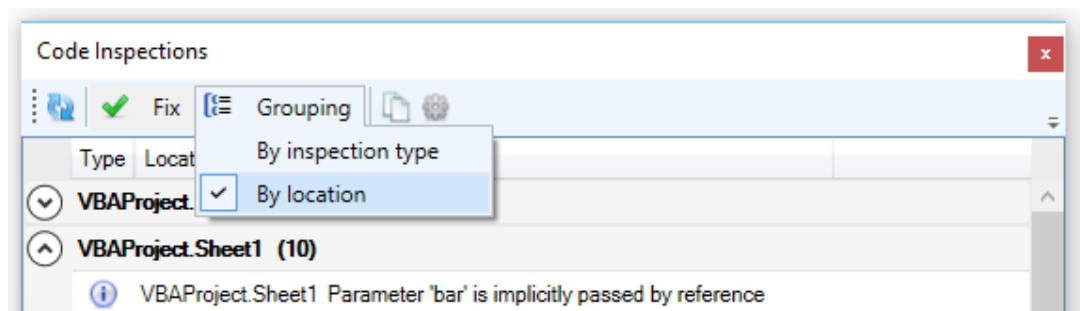 Code Inspections
x
Fix Grouping
By inspection type
Type Locat
By location
VBAProject.
VBAProject.Sheet1 (10)
VBAProject.Sheet1 Parameter 'bar' is implicitly passed by reference